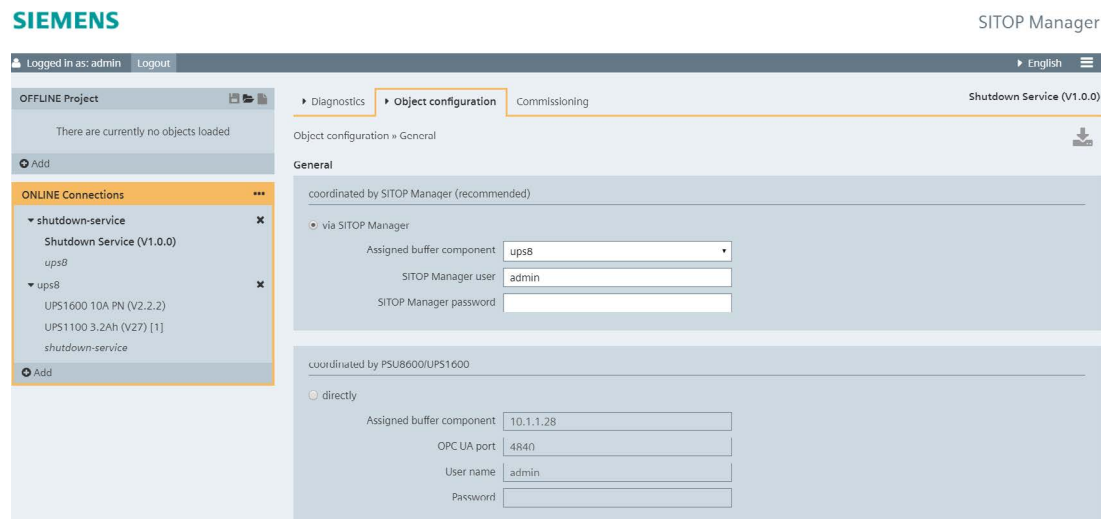 SIEMENS
SITOP Manager
Logged in as: admin Logout
English
OFFLINE Project
There are currently no objects loaded
Add
ONLINE Connections
shutdown-service
Shutdown Service (V1.0.0)
ups8
ups8
UPS1600 10A PN (V2.2.2)
UPS1100 3.2Ah (V27) [1]
shutdown-service
Add
Diagnostics Object configuration Commissioning
Shutdown Service (V1.0.0)
Object configuration » General
General
coordinated by SITOP Manager (recommended)
via SITOP Manager
Assigned buffer component ups8
SITOP Manager user admin
SITOP Manager password
coordinated by PSU8600/UPS1600
directly
Assigned buffer component 10.1.1.28
OPC UA port 4840
User name admin
Password